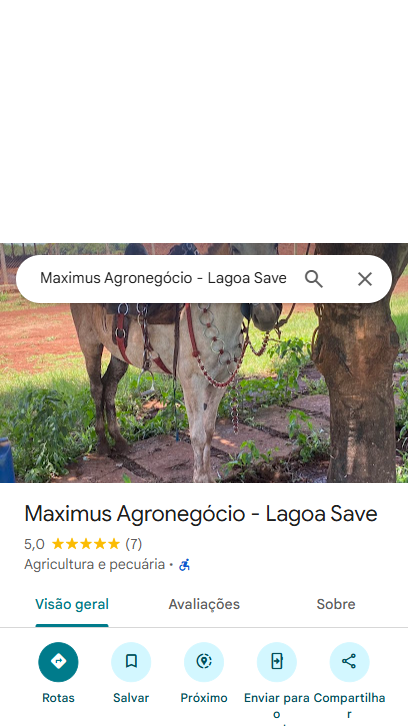 Maximus Agronegócio - Lagoa Save
Maximus Agronegócio - Lagoa Save
5,0 ★★★★★ (7)
Agricultura e pecuária ·
Visão geral Avaliações Sobre
Rotas Salvar Próximo Enviar para o Compartilhar